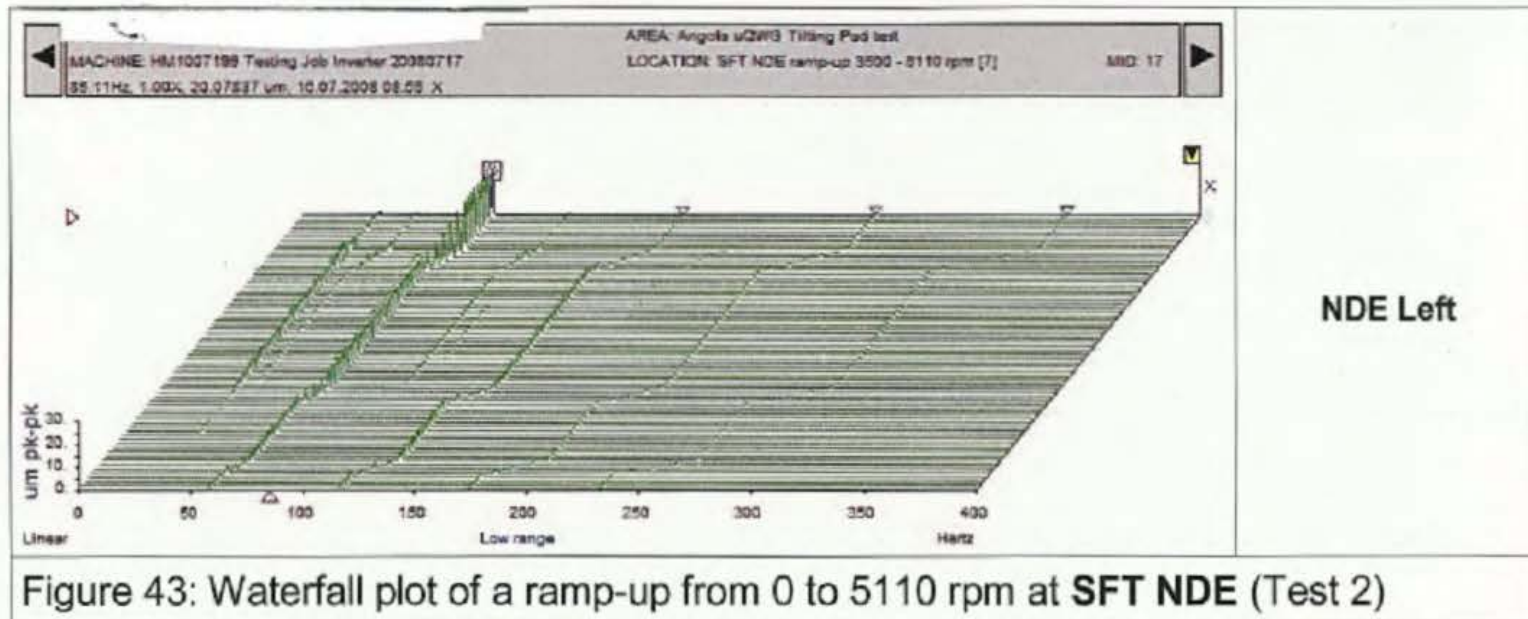 AREA: Angola uQWG Tilting Pad test
MACHINE: HM1007199 Testing Job Inverter 20080717
LOCATION: SFT NDE ramp-up 3500 - 5110 rpm [7]
MID: 17
85.11Hz, 1.00X, 20.07837 um, 10.07.2008 08:55 X
X
NDE Left
um pk-pk
30.
20.
10.
0.
0 50 100 150 200 250 300 350 400
Linear Low range Hertz
Figure 43: Waterfall plot of a ramp-up from 0 to 5110 rpm at SFT NDE (Test 2)